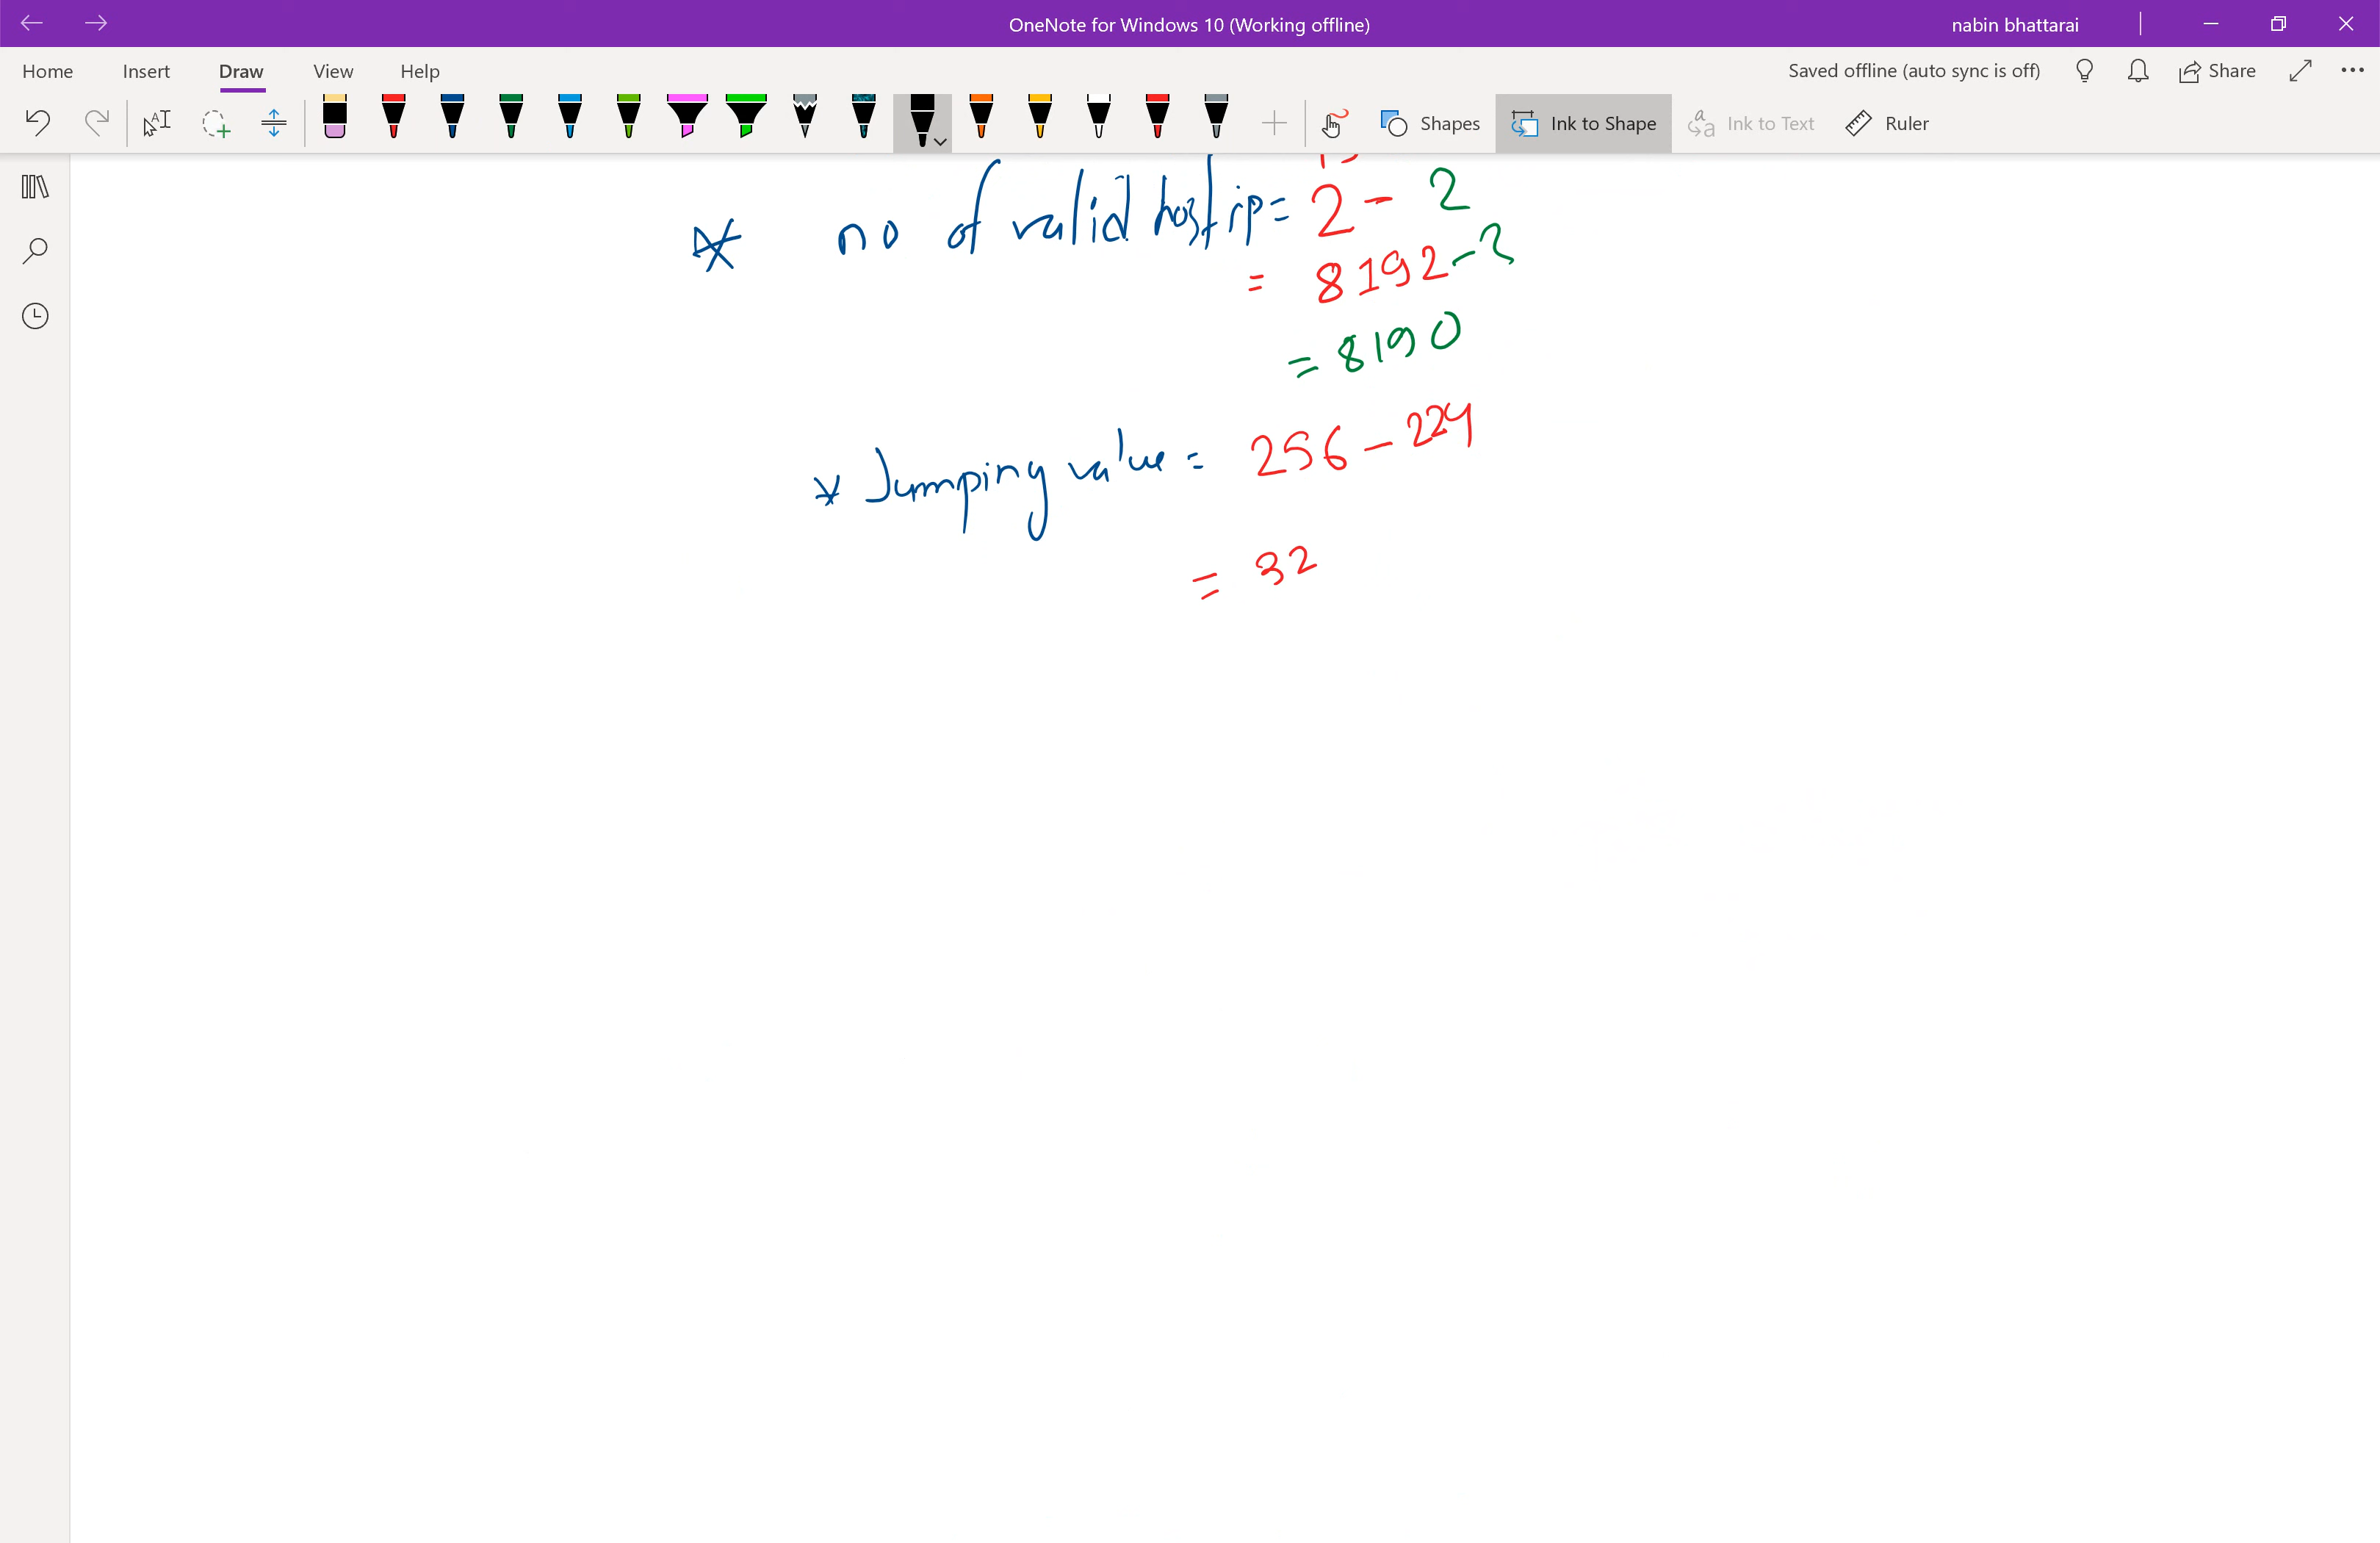 OneNote for Windows 10 (Working offline)
nabin bhattarai
Home Insert Draw View Help
Saved offline (auto sync is off)
Share
Shapes
Ink to Shape
Ink to Text
Ruler
* no of valid host ip = 2 - 2
= 8192 - 2
= 8190
* Jumping value = 256 - 224
= 32